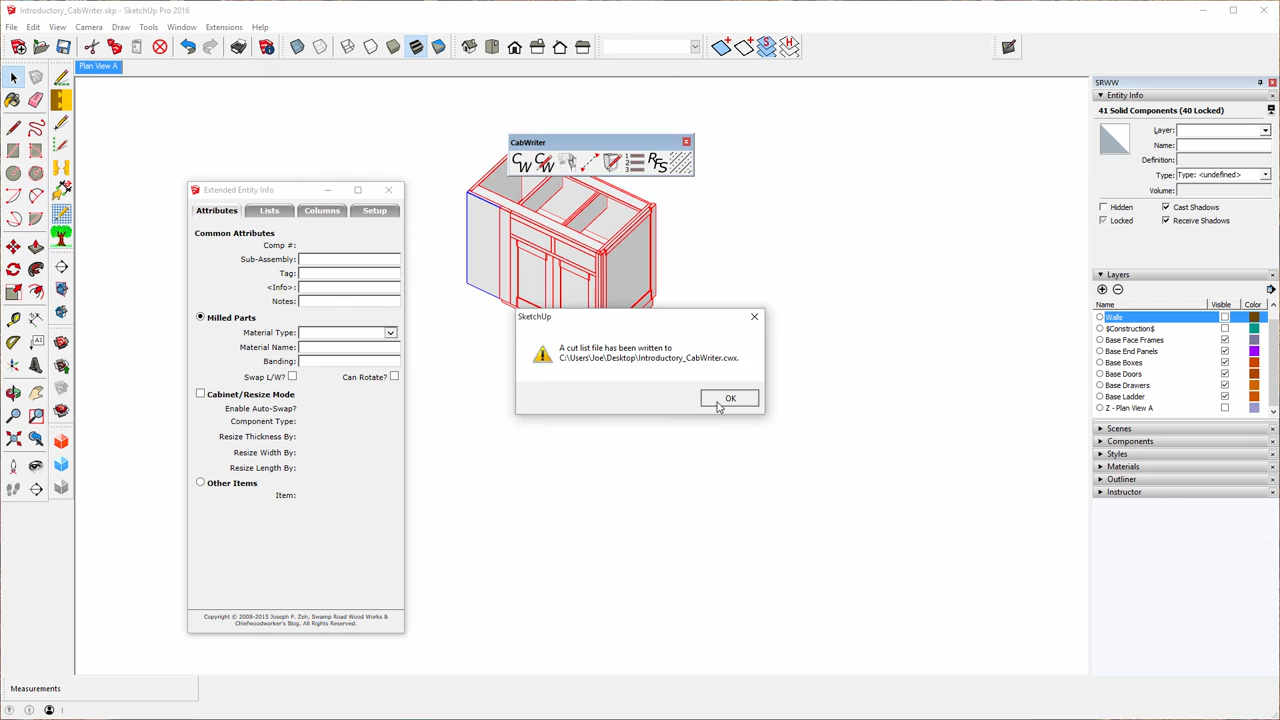 Introductory_CabWriter.skp - SketchUp Pro 2016
File Edit View Camera Draw Tools Window Extensions Help
Plan View A
CabWriter
Extended Entity Info
Attributes Lists Columns Setup
Common Attributes
Comp #:
Sub-Assembly:
Tag:
<Info>:
Notes:
Milled Parts
Material Type:
Material Name:
Banding:
Swap L/W? Can Rotate?
Cabinet/Resize Mode
Enable Auto-Swap?
Component Type:
Resize Thickness By:
Resize Width By:
Resize Length By:
Other Items
Item:
Copyright © 2008-2015 Joseph P. Zeh, Swamp Road Wood Works &
Chiefwoodworker's Blog. All Rights Reserved.
SketchUp
A cut list file has been written to
C:\Users\Joe\Desktop\Introductory_CabWriter.cwx.
OK
SRWW
Entity Info
41 Solid Components (40 Locked)
Layer:
Name:
Definition:
Type: Type: <undefined>
Volume:
Hidden Cast Shadows
Locked Receive Shadows
Layers
Name Visible Color
Walls
$Construction$
Base Face Frames
Base End Panels
Base Boxes
Base Doors
Base Drawers
Base Ladder
Z - Plan View A
Scenes
Components
Styles
Materials
Outliner
Instructor
Measurements